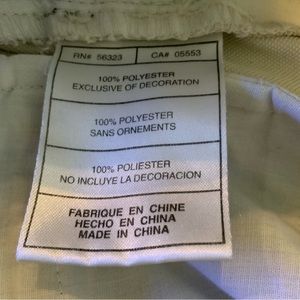 RN# 56323 CA# 05553
100% POLYESTER
EXCLUSIVE OF DECORATION
100% POLYESTER
SANS ORNEMENTS
100% POLIESTER
NO INCLUYE LA DECORACION
FABRIQUE EN CHINE
HECHO EN CHINA
MADE IN CHINA